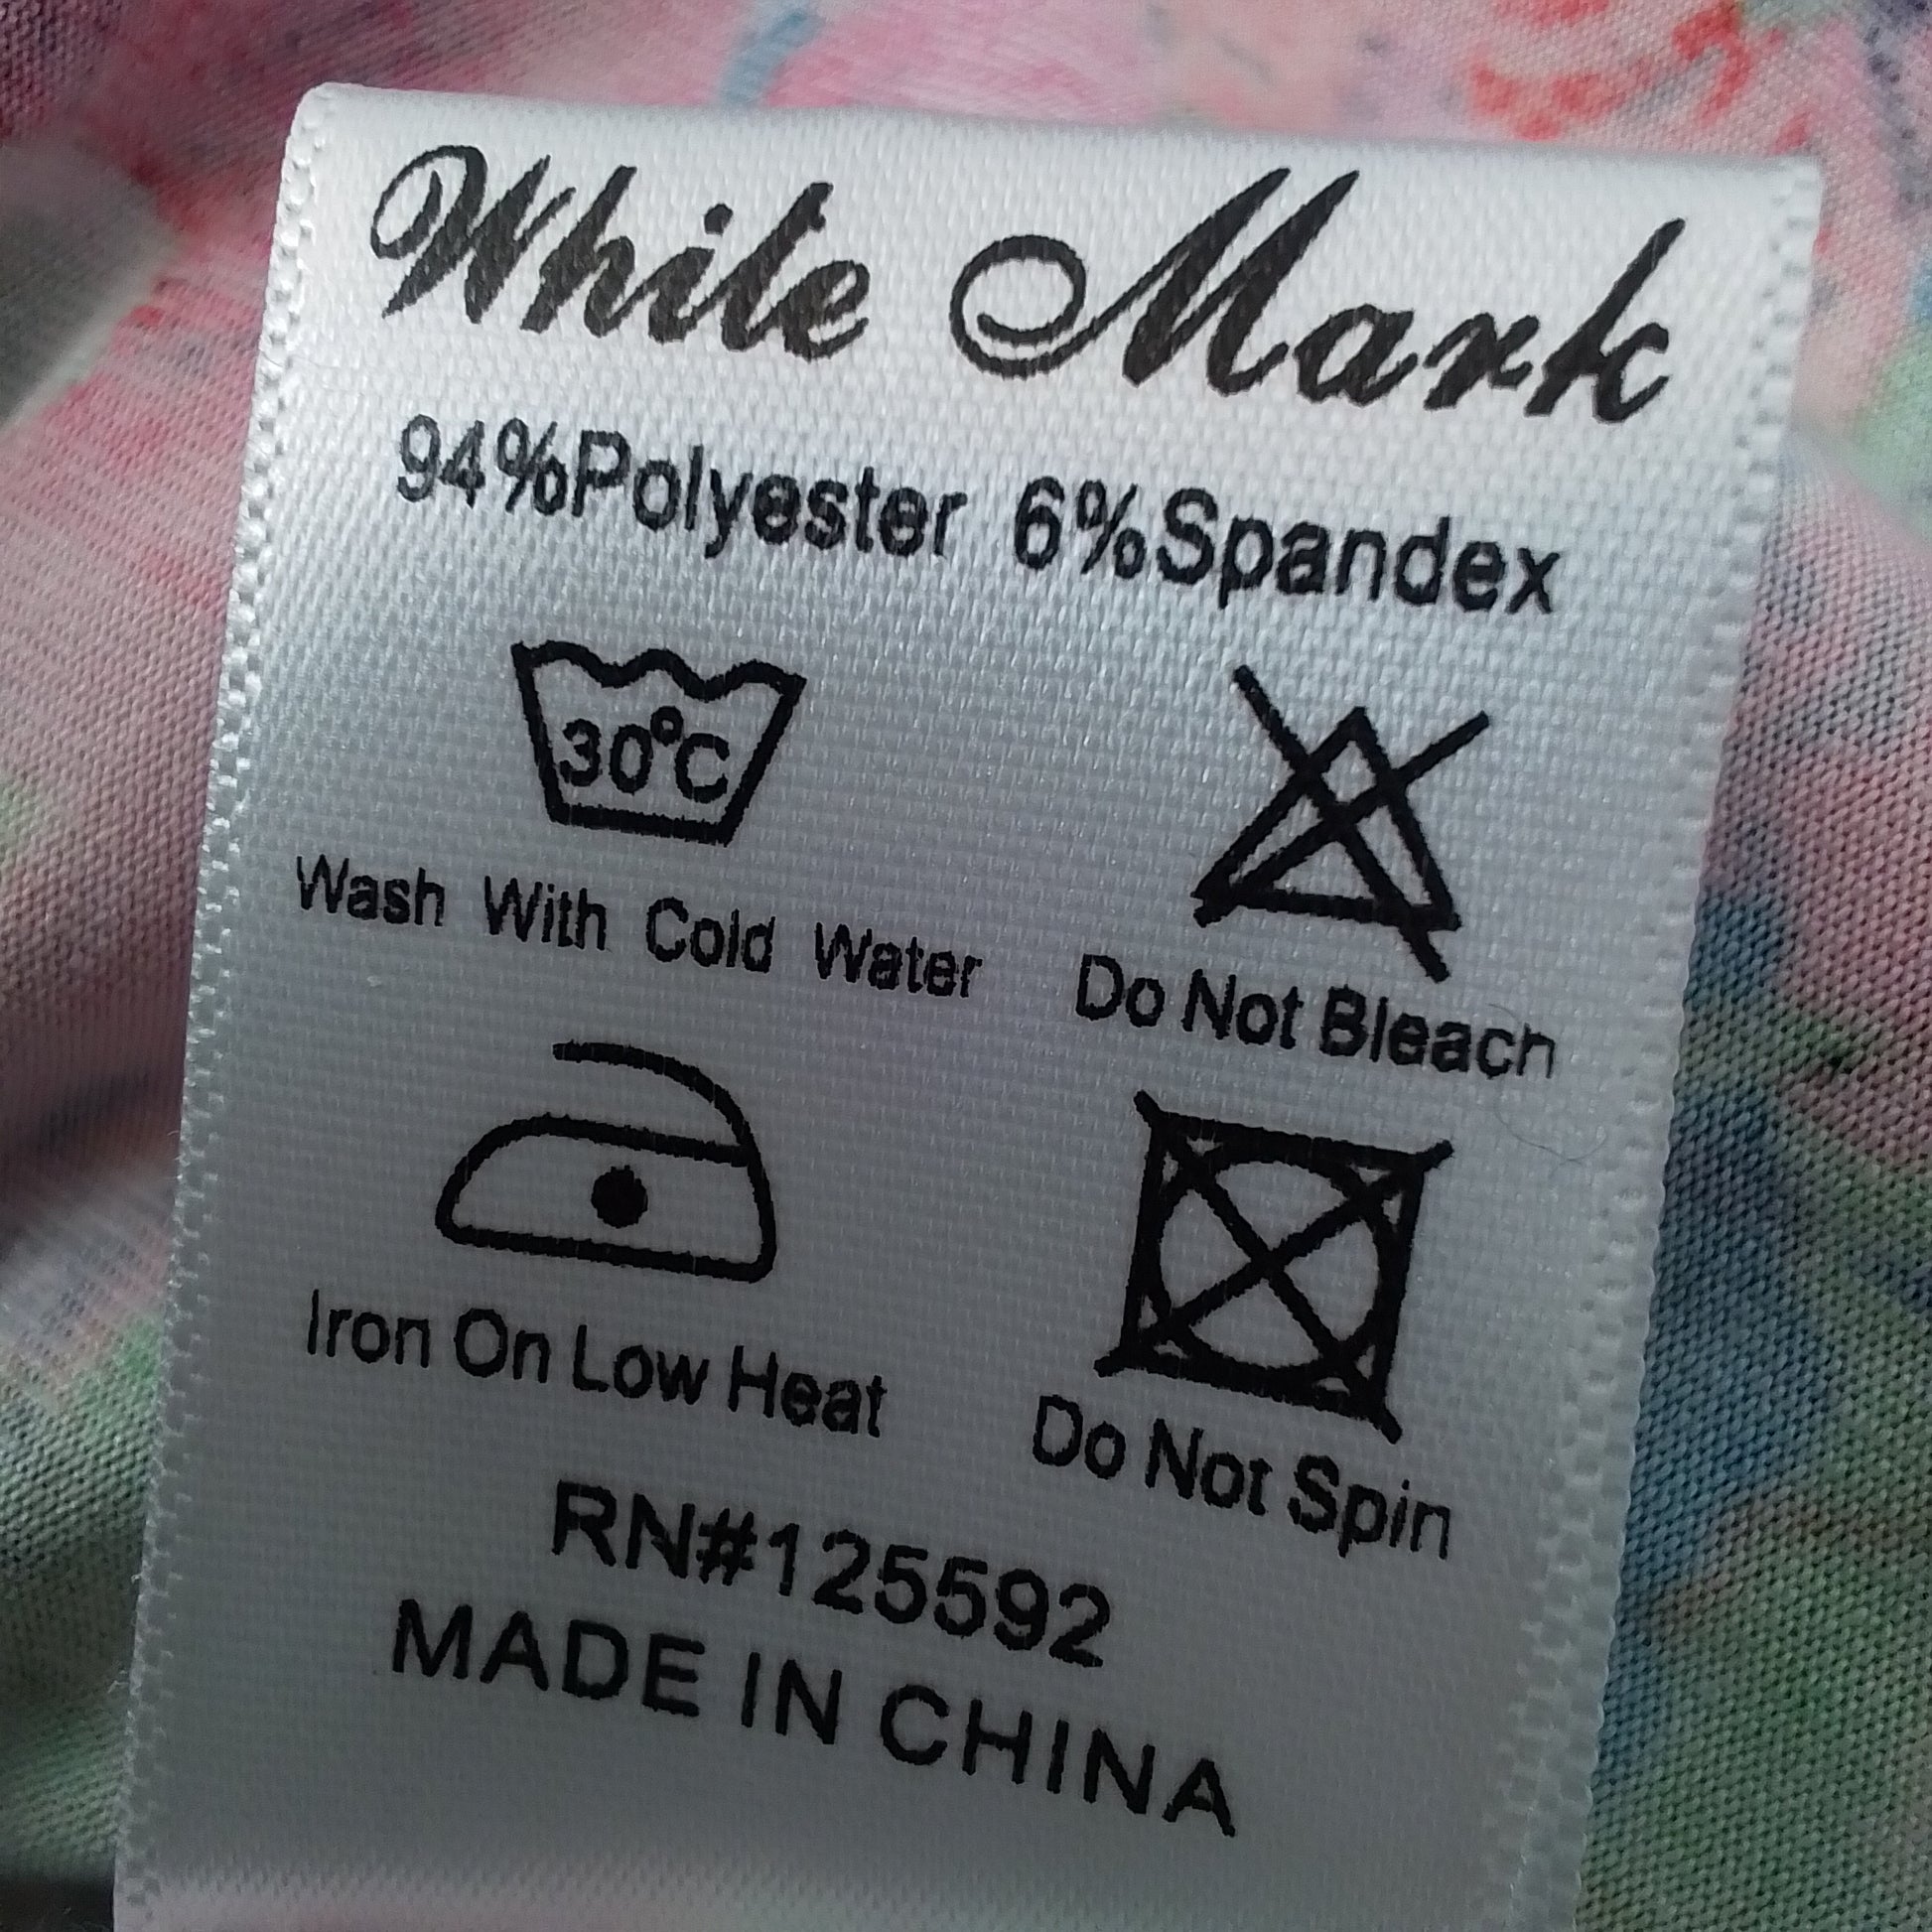 White Mark
94%Polyester 6%Spandex
30°C
Wash With Cold Water
Do Not Bleach
Iron On Low Heat
Do Not Spin
RN#125592
MADE IN CHINA